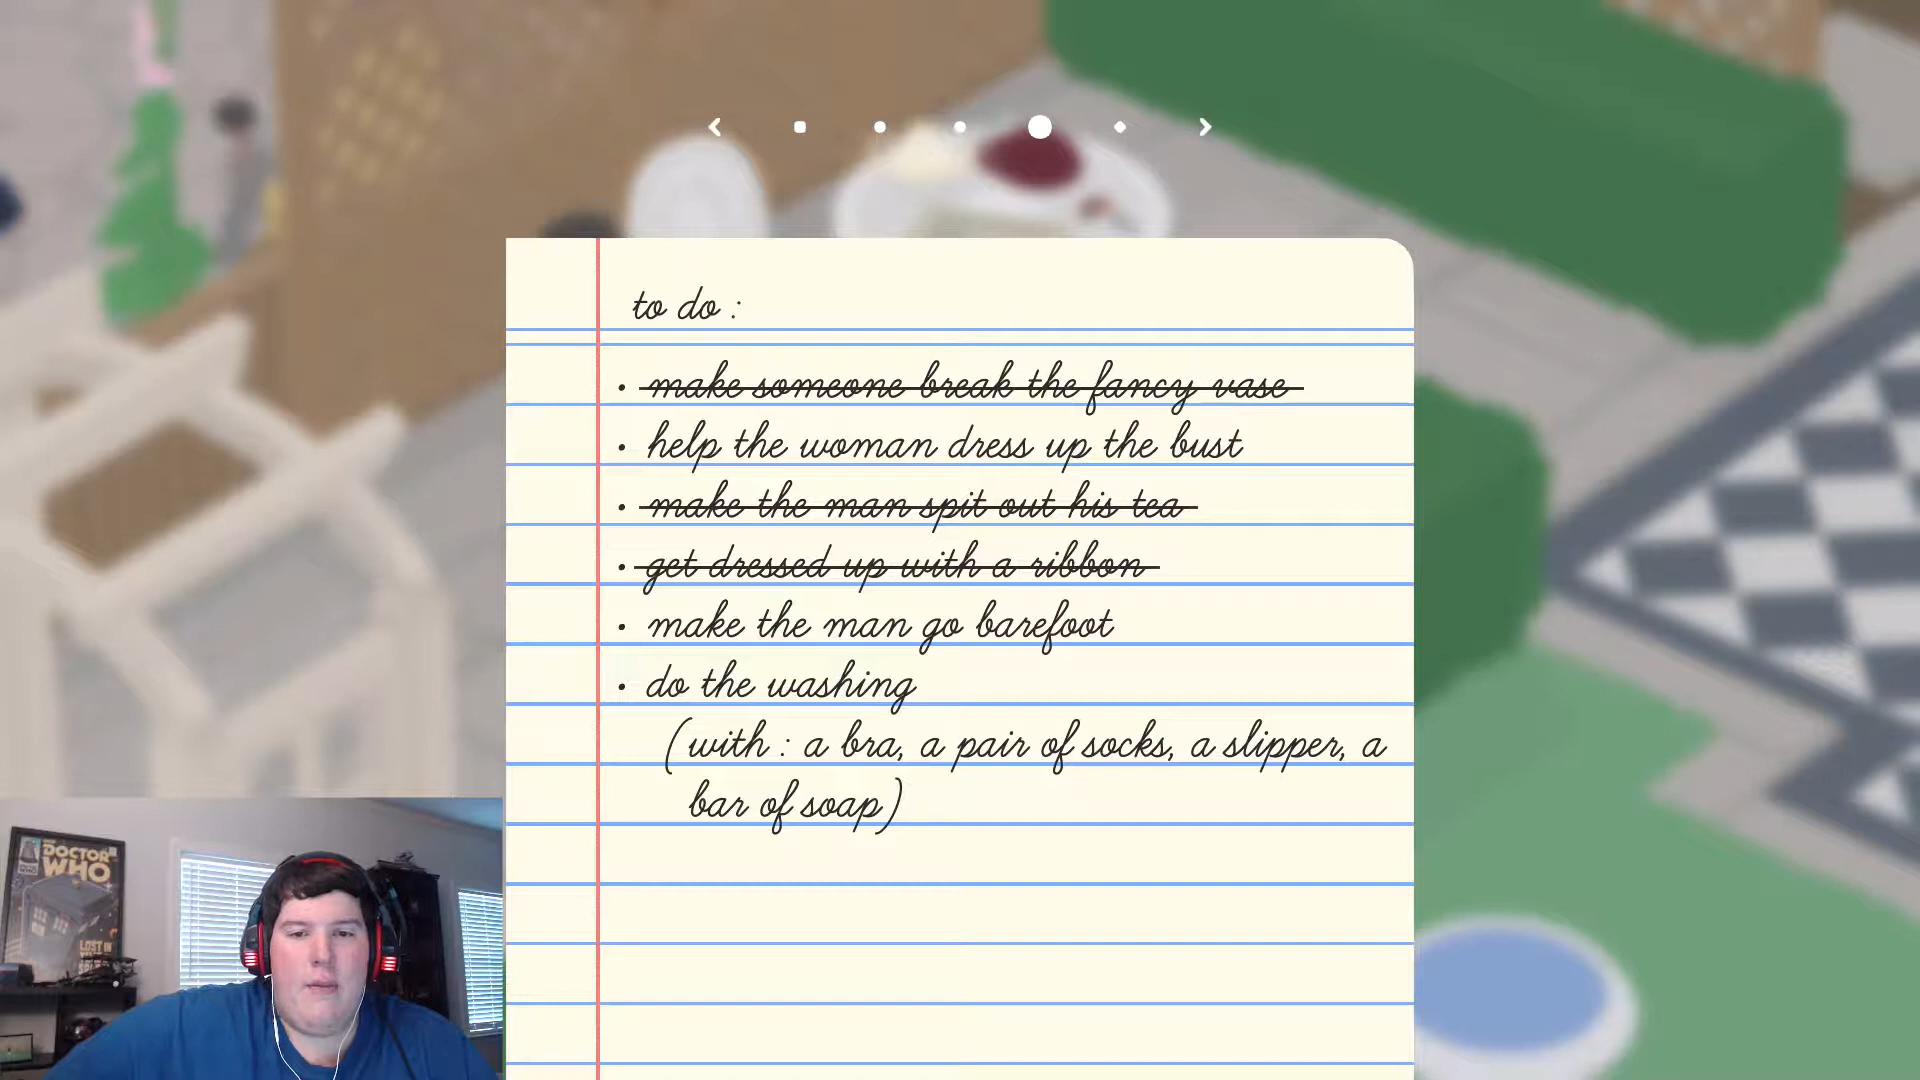 to do :
• make someone break the fancy vase
• help the woman dress up the bust
• make the man spit out his tea
• get dressed up with a ribbon
• make the man go barefoot
• do the washing
(with : a bra, a pair of socks, a slipper, a
bar of soap)
DOCTOR
WHO
LOST IN